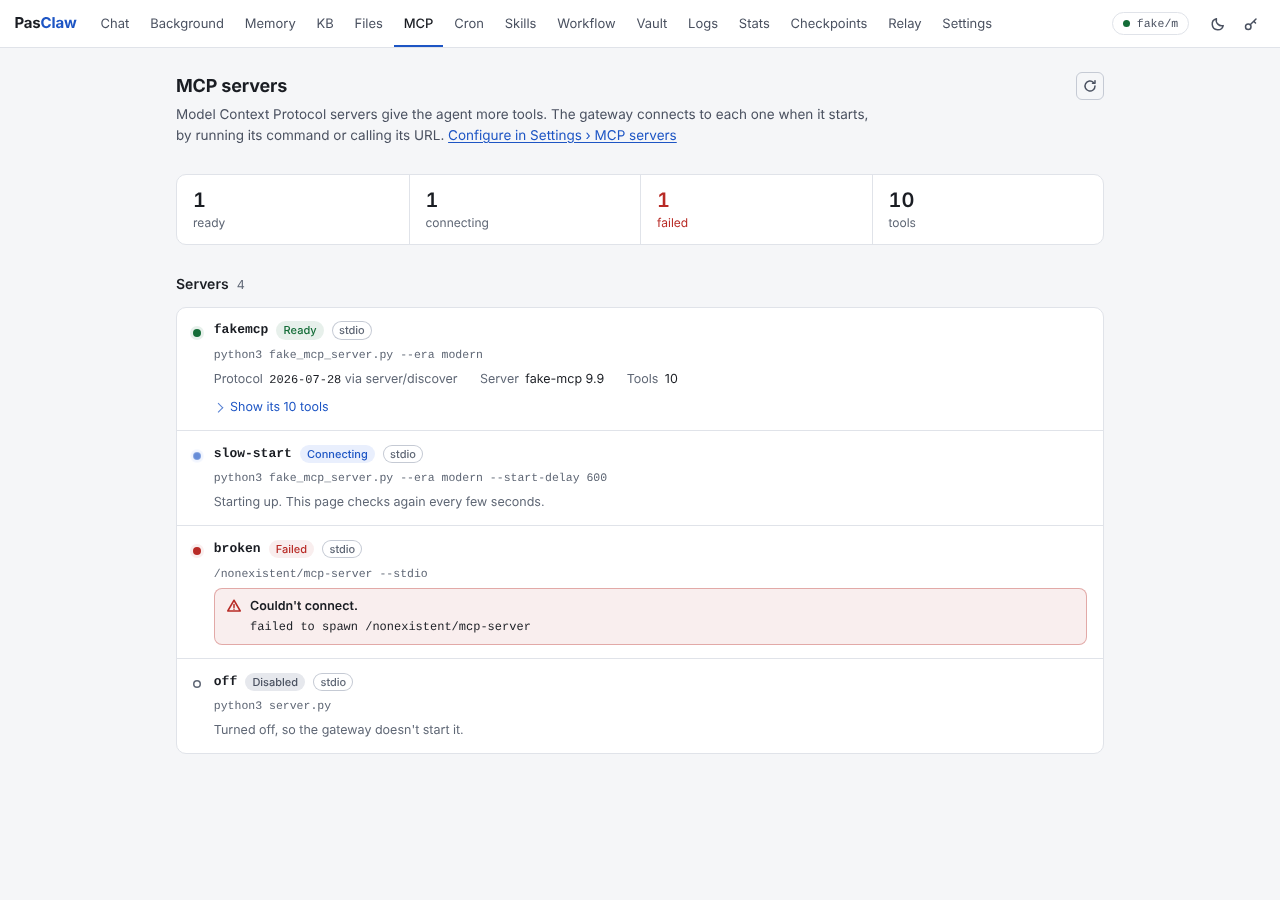 PasClaw Chat Background Memory KB Files MCP Cron Skills Workflow Vault Logs Stats Checkpoints Relay Settings fake/m
MCP servers
Model Context Protocol servers give the agent more tools. The gateway connects to each one when it starts,
by running its command or calling its URL. Configure in Settings › MCP servers
1 1 1 10
ready connecting failed tools
Servers 4
fakemcp Ready stdio
python3 fake_mcp_server.py --era modern
Protocol 2026-07-28 via server/discover Server fake-mcp 9.9 Tools 10
Show its 10 tools
slow-start Connecting stdio
python3 fake_mcp_server.py --era modern --start-delay 600
Starting up. This page checks again every few seconds.
broken Failed stdio
/nonexistent/mcp-server --stdio
Couldn't connect.
failed to spawn /nonexistent/mcp-server
off Disabled stdio
python3 server.py
Turned off, so the gateway doesn't start it.